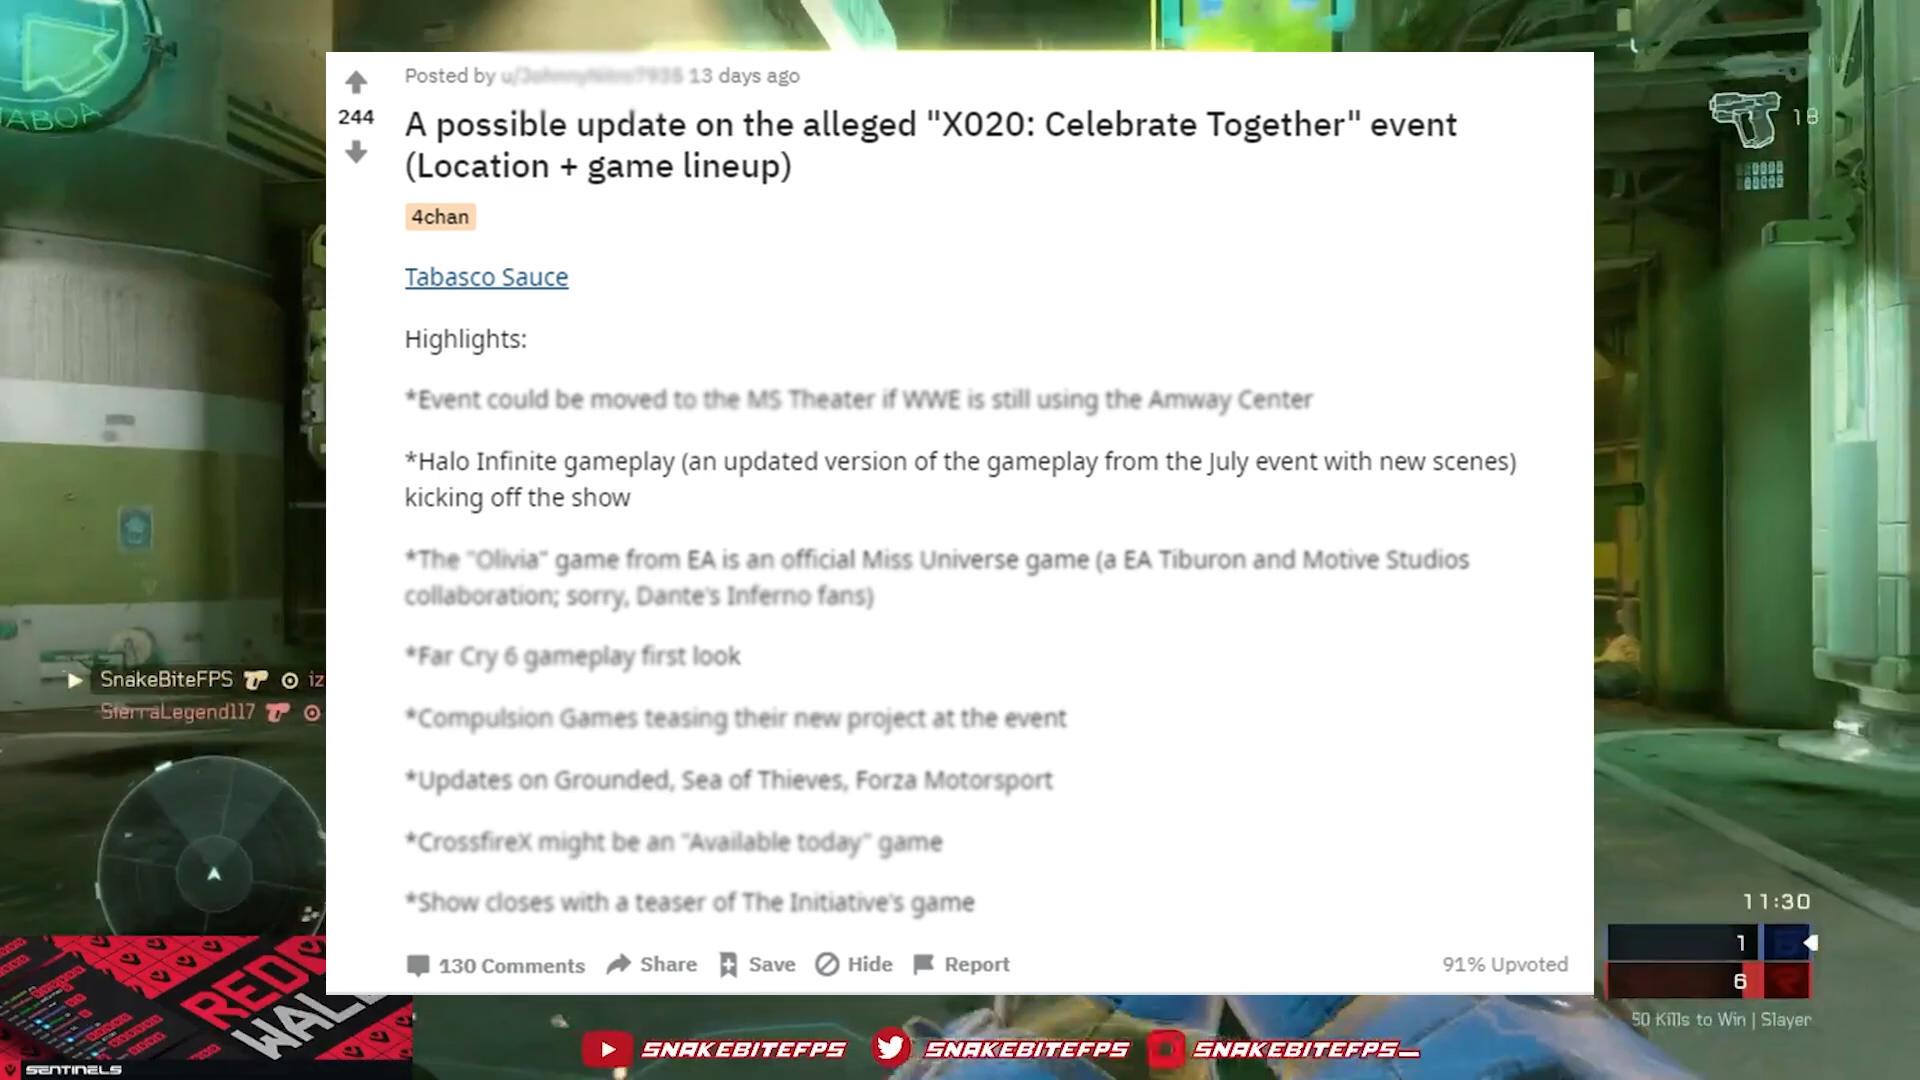 Posted by 13 days ago
244
A possible update on the alleged "X020: Celebrate Together" event
(Location + game lineup)
4chan
Tabasco Sauce
Highlights:
*Event could be moved to the MS Theater if WWE is still using the Amway Center
*Halo Infinite gameplay (an updated version of the gameplay from the July event with new scenes)
kicking off the show
*The "Olivia" game from EA is an official Miss Universe game (a EA Tiburon and Motive Studios
collaboration; sorry, Dante's Inferno fans)
*Far Cry 6 gameplay first look
*Compulsion Games teasing their new project at the event
*Updates on Grounded, Sea of Thieves, Forza Motorsport
*CrossfireX might be an "Available today" game
*Show closes with a teaser of The Initiative's game
130 Comments Share Save Hide Report 91% Upvoted
18
SnakeBiteFPS iz
SierraLegend117
11:30
1
6
50 Kills to Win | Slayer
RED
WALL
SENTINELS
SNAKEBITEFPS SNAKEBITEFPS SNAKEBITEFPS_